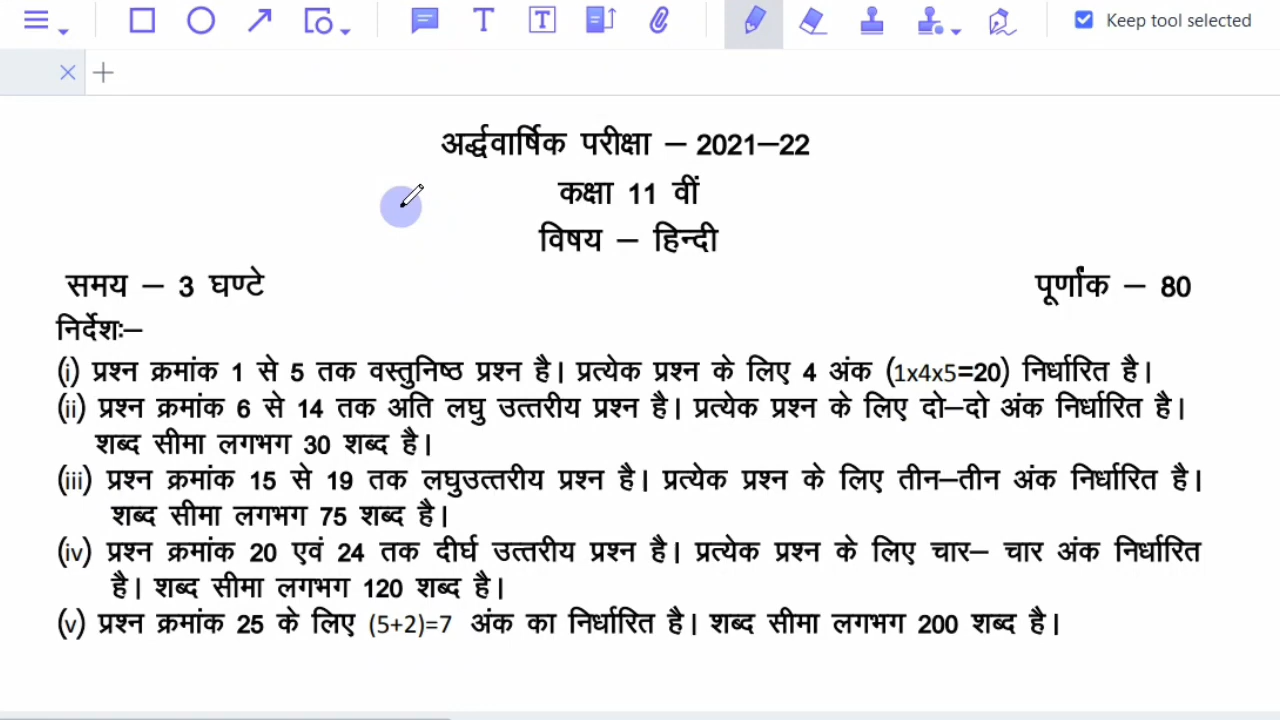 Keep tool selected
अर्द्धवार्षिक परीक्षा – 2021–22
कक्षा 11 वीं
विषय – हिन्दी
समय – 3 घण्टे पूर्णांक – 80
निर्देशः–
(i) प्रश्न क्रमांक 1 से 5 तक वस्तुनिष्ठ प्रश्न है। प्रत्येक प्रश्न के लिए 4 अंक (1x4x5=20) निर्धारित है।
(ii) प्रश्न क्रमांक 6 से 14 तक अति लघु उत्तरीय प्रश्न है। प्रत्येक प्रश्न के लिए दो–दो अंक निर्धारित है।
शब्द सीमा लगभग 30 शब्द है।
(iii) प्रश्न क्रमांक 15 से 19 तक लघुउत्तरीय प्रश्न है। प्रत्येक प्रश्न के लिए तीन–तीन अंक निर्धारित है।
शब्द सीमा लगभग 75 शब्द है।
(iv) प्रश्न क्रमांक 20 एवं 24 तक दीर्घ उत्तरीय प्रश्न है। प्रत्येक प्रश्न के लिए चार– चार अंक निर्धारित
है। शब्द सीमा लगभग 120 शब्द है।
(v) प्रश्न क्रमांक 25 के लिए (5+2)=7 अंक का निर्धारित है। शब्द सीमा लगभग 200 शब्द है।